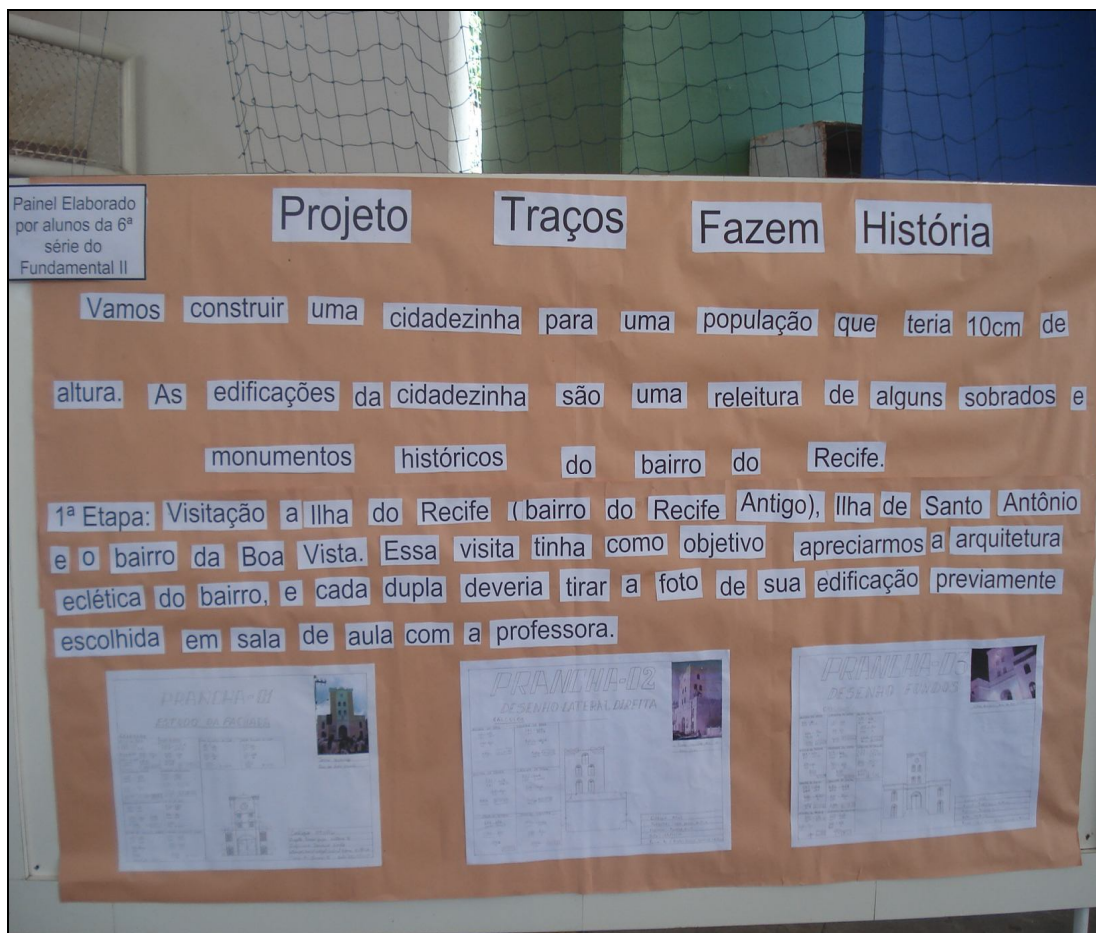 Painel Elaborado
por alunos da 6ª
série do
Fundamental II
Projeto Traços Fazem História
Vamos construir uma cidadezinha para uma população que teria 10cm de
altura. As edificações da cidadezinha são uma releitura de alguns sobrados e
monumentos históricos do bairro do Recife.
1ª Etapa: Visitação a Ilha do Recife ( bairro do Recife Antigo), Ilha de Santo Antônio
e o bairro da Boa Vista. Essa visita tinha como objetivo apreciarmos a arquitetura
eclética do bairro, e cada dupla deveria tirar a foto de sua edificação previamente
escolhida em sala de aula com a professora.
PRANCHA-01
ESTUDO DA FACHADA
PRANCHA-02
DESENHO LATERAL DIREITA
PRANCHA
DESENHO FUNDOS